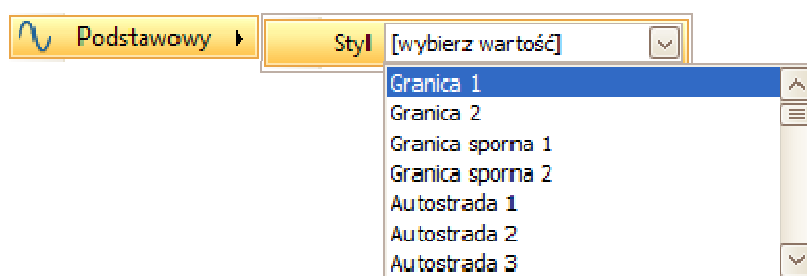 Podstawowy Styl [wybierz wartość]
Granica 1
Granica 2
Granica sporna 1
Granica sporna 2
Autostrada 1
Autostrada 2
Autostrada 3